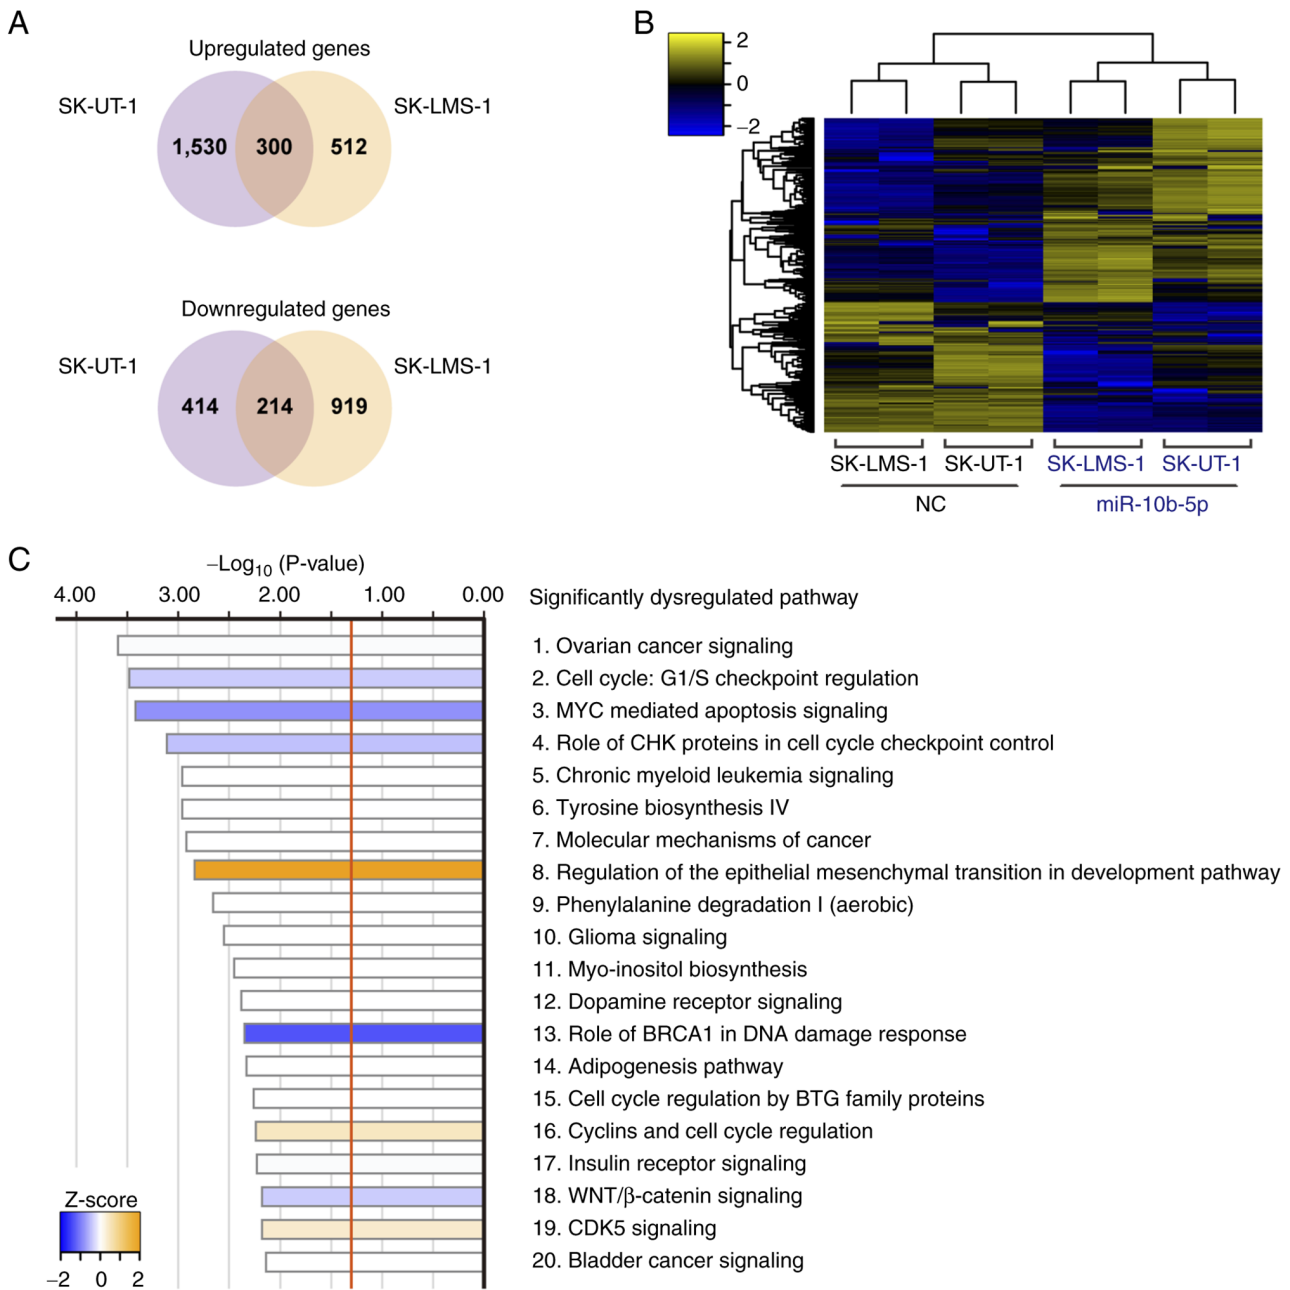 A
Upregulated genes
SK-UT-1
SK-LMS-1
1,530
300
512
Downregulated genes
SK-UT-1
SK-LMS-1
414
214
919
B
2
0
−2
SK-LMS-1
SK-UT-1
SK-LMS-1
SK-UT-1
NC
miR-10b-5p
C
−Log10 (P-value)
4.00
3.00
2.00
1.00
0.00
Significantly dysregulated pathway
1. Ovarian cancer signaling
2. Cell cycle: G1/S checkpoint regulation
3. MYC mediated apoptosis signaling
4. Role of CHK proteins in cell cycle checkpoint control
5. Chronic myeloid leukemia signaling
6. Tyrosine biosynthesis IV
7. Molecular mechanisms of cancer
8. Regulation of the epithelial mesenchymal transition in development pathway
9. Phenylalanine degradation I (aerobic)
10. Glioma signaling
11. Myo-inositol biosynthesis
12. Dopamine receptor signaling
13. Role of BRCA1 in DNA damage response
14. Adipogenesis pathway
15. Cell cycle regulation by BTG family proteins
16. Cyclins and cell cycle regulation
17. Insulin receptor signaling
18. WNT/β-catenin signaling
19. CDK5 signaling
20. Bladder cancer signaling
Z-score
−2
0
2